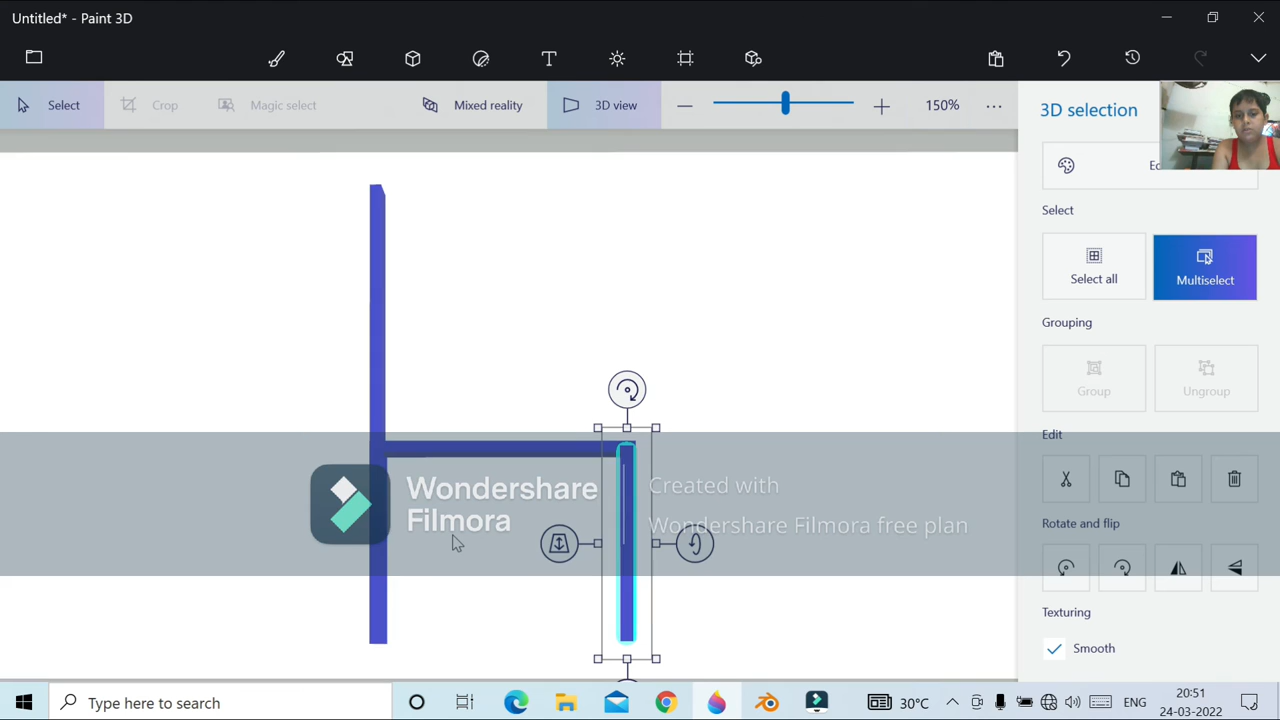 Untitled* - Paint 3D
Select
Crop
Magic select
Mixed reality
3D view
150%
3D selection
Select
Select all
Multiselect
Grouping
Group
Ungroup
Edit
Wondershare
Filmora
Created with
Wondershare Filmora free plan
Rotate and flip
Texturing
Smooth
Type here to search
30°C
ENG
20:51
24-03-2022